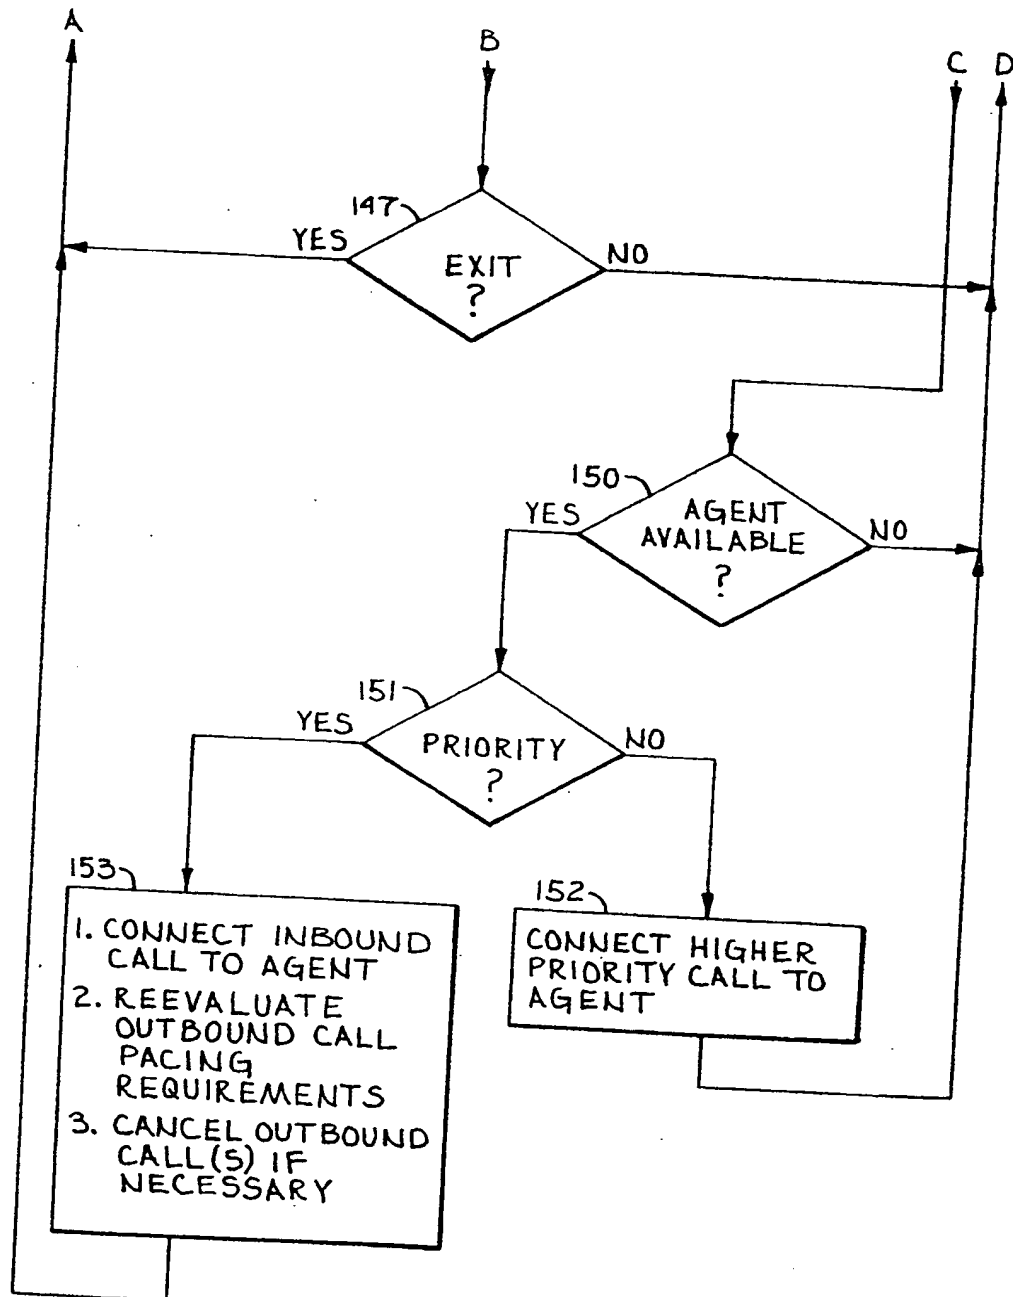 A
B
C D
147
YES
NO
EXIT
?
150
YES
AGENT
AVAILABLE
?
NO
151
YES
PRIORITY
?
NO
153
1. CONNECT INBOUND
CALL TO AGENT
2. REEVALUATE
OUTBOUND CALL
PACING
REQUIREMENTS
3. CANCEL OUTBOUND
CALL(S) IF
NECESSARY
152
CONNECT HIGHER
PRIORITY CALL TO
AGENT